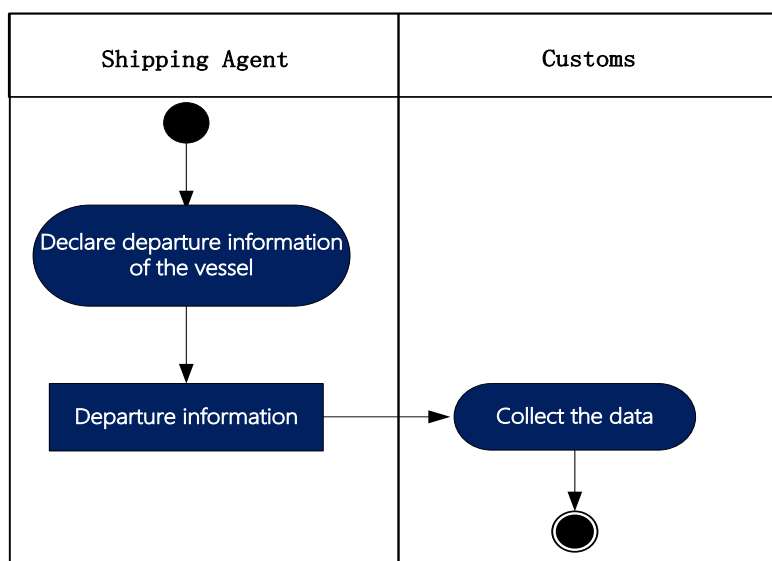 Shipping Agent
Customs
Declare departure information
of the vessel
Departure information
Collect the data